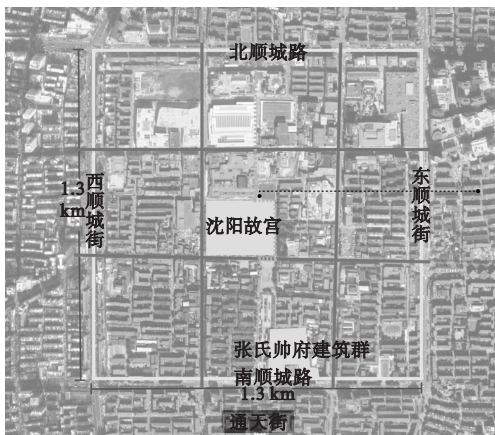 北顺城路
西顺城街
1.3
km
东顺城街
沈阳故宫
张氏帅府建筑群
南顺城路
1.3 km
通天街